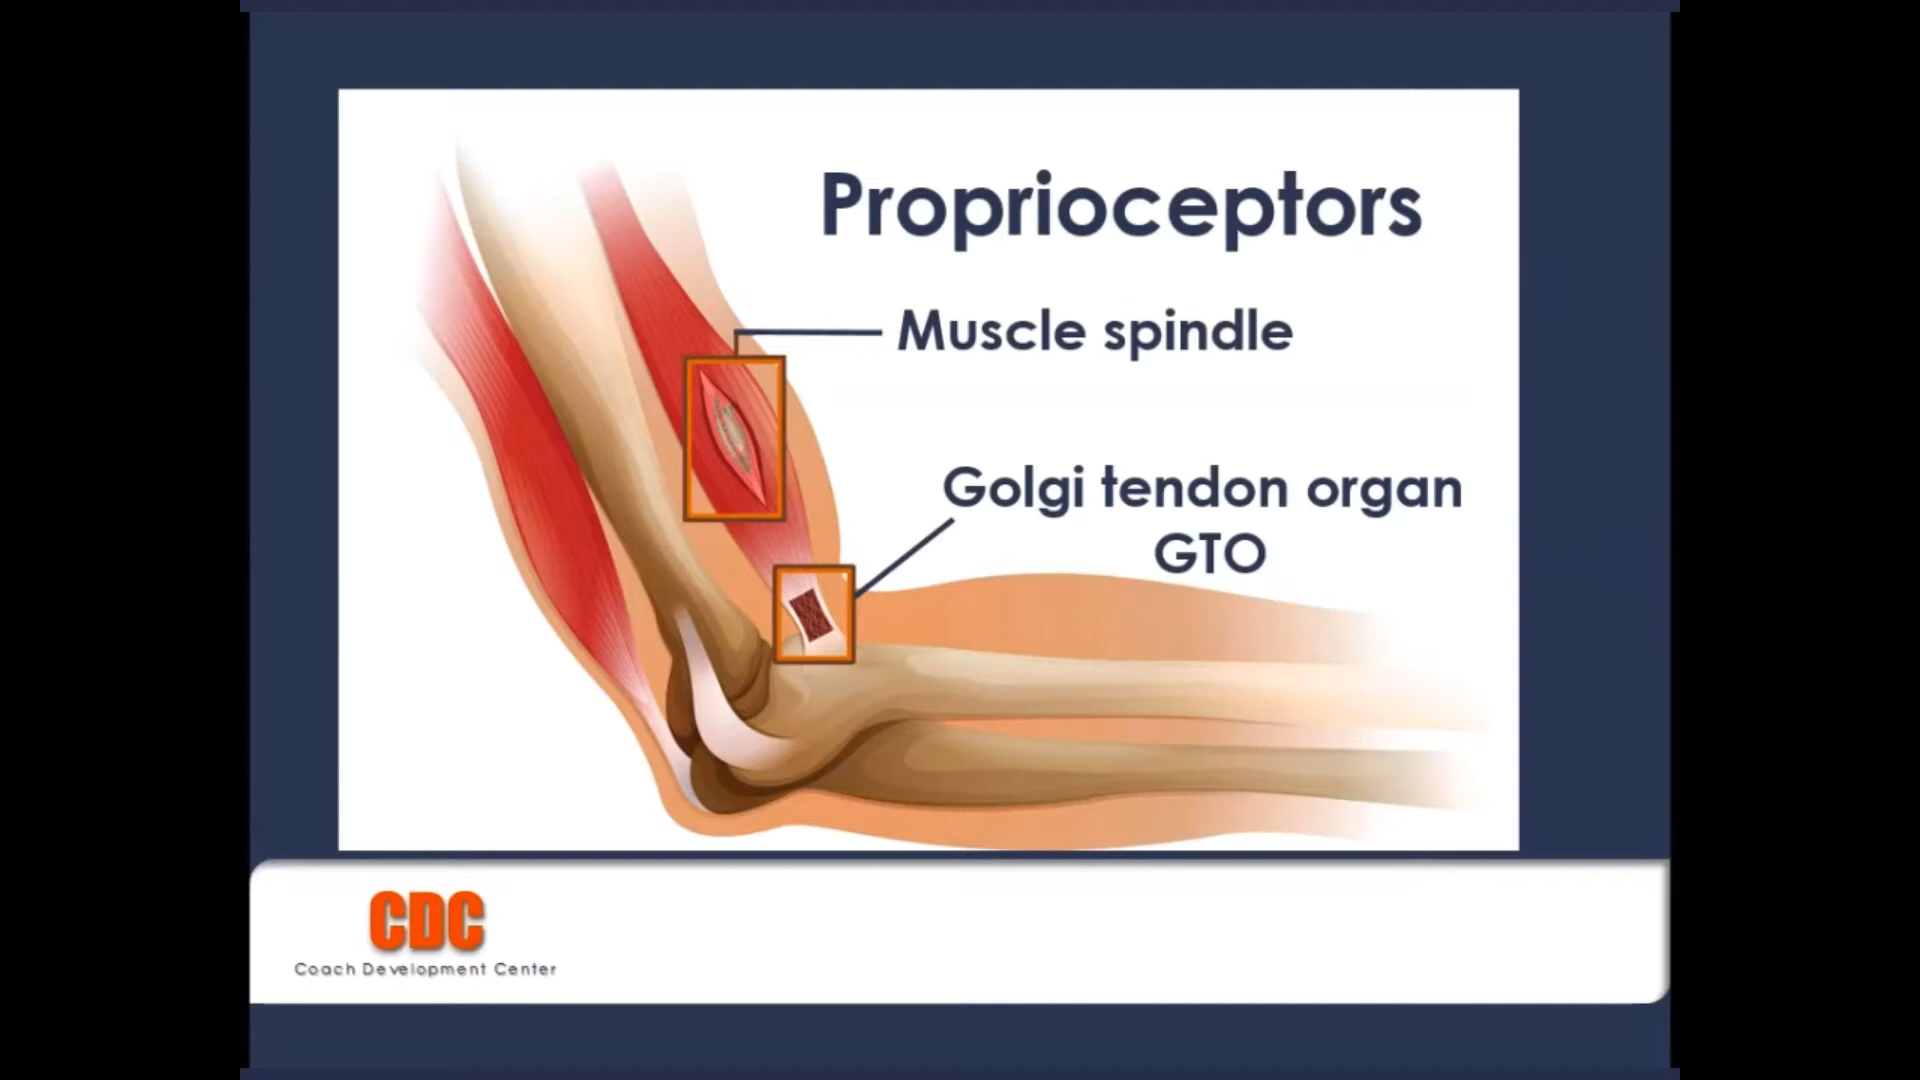 Proprioceptors
Muscle spindle
Golgi tendon organ
GTO
CDC
Coach Development Center